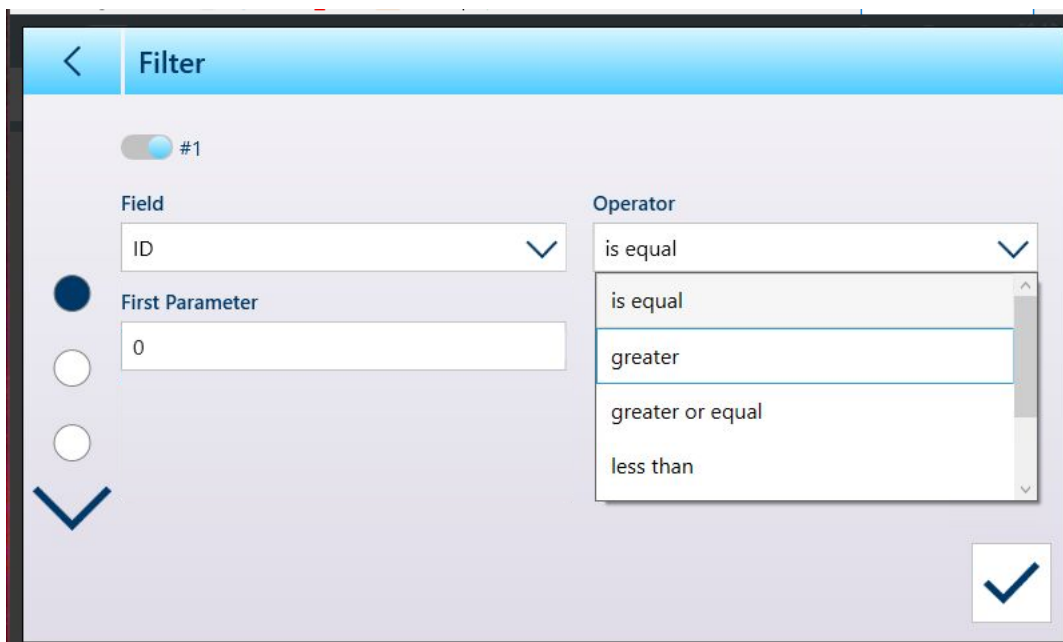 Filter
#1
Field
Operator
ID
is equal
First Parameter
0
is equal
greater
greater or equal
less than